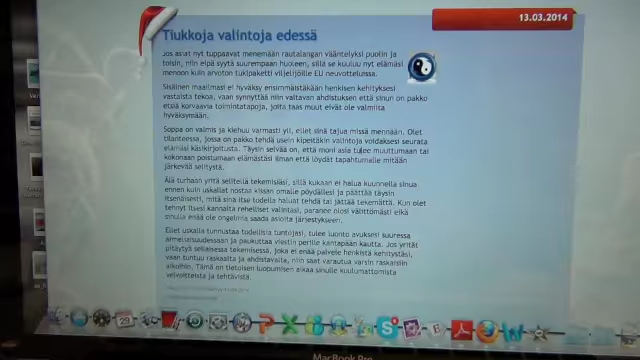 13.03.2014
Tiukkoja valintoja edessä
Jos asiat nyt tuppaavat menemään rautalangan vääntelyksi puolin ja
toisin, niin eipä syytä suurempaan huoleen, sillä se kuuluu nyt elämäsi
menoon kuin arvoton tukipaketti viljelijöille EU neuvotteluissa.
Sisäinen maailmasi ei hyväksy ensimmäistäkään henkisen kehityksesi
vastaista tekoa, vaan synnyttää niin valtavan ahdistuksen että sinun on pakko
etsiä korvaavia toimintatapoja, joita taas muut eivät ole valmiita
hyväksymään.
Soppa on valmis ja kiehuu varmasti yli, ellet sinä tajua missä mennään. Olet
tilanteessa, jossa on pakko tehdä usein kipeitäkin valintoja voidaksesi seurata
elämäsi käsikirjoitusta. Täysin selvää on, että moni asia tulee muuttumaan tai
kokonaan poistumaan elämästäsi ilman että löydät tapahtumalle mitään
järkevää selitystä.
Älä turhaan yritä selitellä tekemisiäsi, sillä kukaan ei halua kuunnella sinua
ennen kuin uskallat nostaa kissan omalle pöydällesi ja päättää täysin
itsenäisesti, mitä sinä itse todella haluat tehdä tai jättää tekemättä. Kun olet
tehnyt itsesi kannalta rehelliset valintasi, paranee olosi välittömästi eikä
sinulla enää ole ongelmia saada asioita järjestykseen.
Ellet uskalla tunnustaa todellisia tuntojasi, tulee luonto avuksesi suuressa
armeliaisuudessaan ja paukuttaa viestin perille kantapään kautta. Jos yrität
pitäytyä sellaisessa tekemisessä, joka ei enää palvele henkistä kehitystäsi,
vaan tuntuu raskaalta ja ahdistavalta, niin saat varautua varsin raskaisiin
aikoihin. Tämä on tietoisen luopumisen aikaa sinulle kuulumattomista
velvoitteista ja tehtävistä.
MacBook Pro